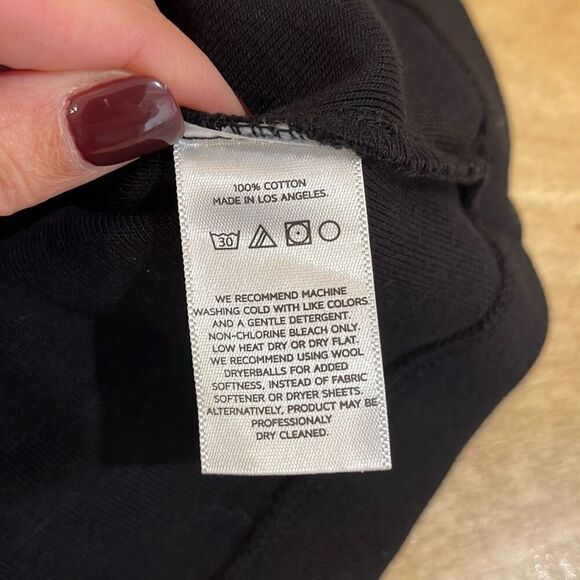 100% COTTON
MADE IN LOS ANGELES.
30
WE RECOMMEND MACHINE
WASHING COLD WITH LIKE COLORS
AND A GENTLE DETERGENT.
NON-CHLORINE BLEACH ONLY.
LOW HEAT DRY OR DRY FLAT.
WE RECOMMEND USING WOOL
DRYERBALLS FOR ADDED
SOFTNESS, INSTEAD OF FABRIC
SOFTENER OR DRYER SHEETS.
ALTERNATIVELY, PRODUCT MAY BE
PROFESSIONALY
DRY CLEANED.